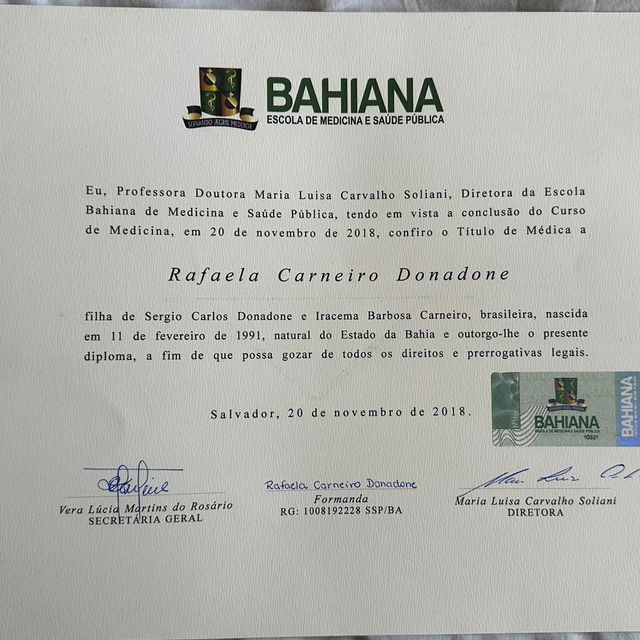 BAHIANA
ESCOLA DE MEDICINA E SAÚDE PÚBLICA
SERVANDO ÆGRIS MEDEBOR
Eu, Professora Doutora Maria Luisa Carvalho Soliani, Diretora da Escola
Bahiana de Medicina e Saúde Pública, tendo em vista a conclusão do Curso
de Medicina, em 20 de novembro de 2018, confiro o Título de Médica a
Rafaela Carneiro Donadone
filha de Sergio Carlos Donadone e Iracema Barbosa Carneiro, brasileira, nascida
em 11 de fevereiro de 1991, natural do Estado da Bahia e outorgo-lhe o presente
diploma, a fim de que possa gozar de todos os direitos e prerrogativas legais.
Salvador, 20 de novembro de 2018.
BAHIANA
ESCOLA DE MEDICINA E SAÚDE PÚBLICA
10331
BAHIANA
Rafaela Carneiro Donadone
Vera Lúcia Martins do Rosário
SECRETÁRIA GERAL
Formanda
RG: 1008192228 SSP/BA
Maria Luisa Carvalho Soliani
DIRETORA